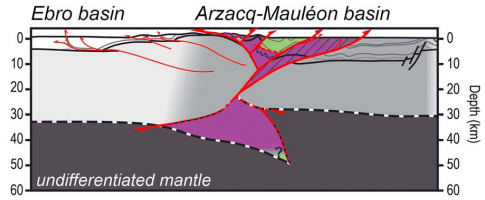 Ebro basin Arzacq-Mauléon basin
0 0
10 10
20 20
30 30
40 40
50 50
60 60
Depth (km)
?
undifferentiated mantle